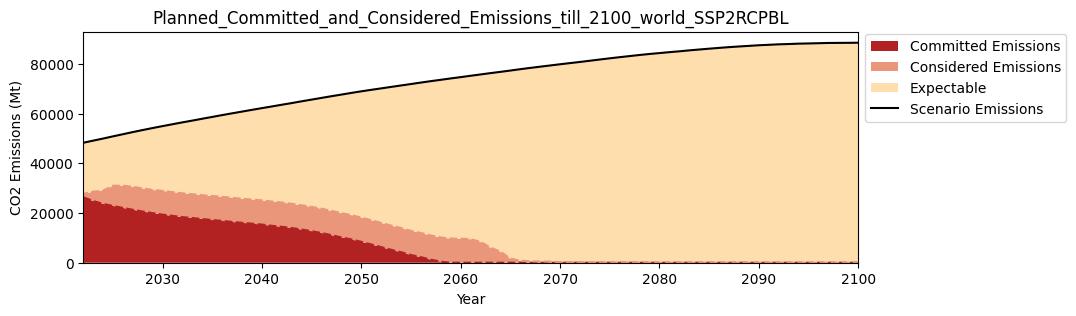 Planned_Committed_and_Considered_Emissions_till_2100_world_SSP2RCPBL
Committed Emissions
Considered Emissions
Expectable
Scenario Emissions
CO2 Emissions (Mt)
80000
60000
40000
20000
0
2030 2040 2050 2060 2070 2080 2090 2100
Year